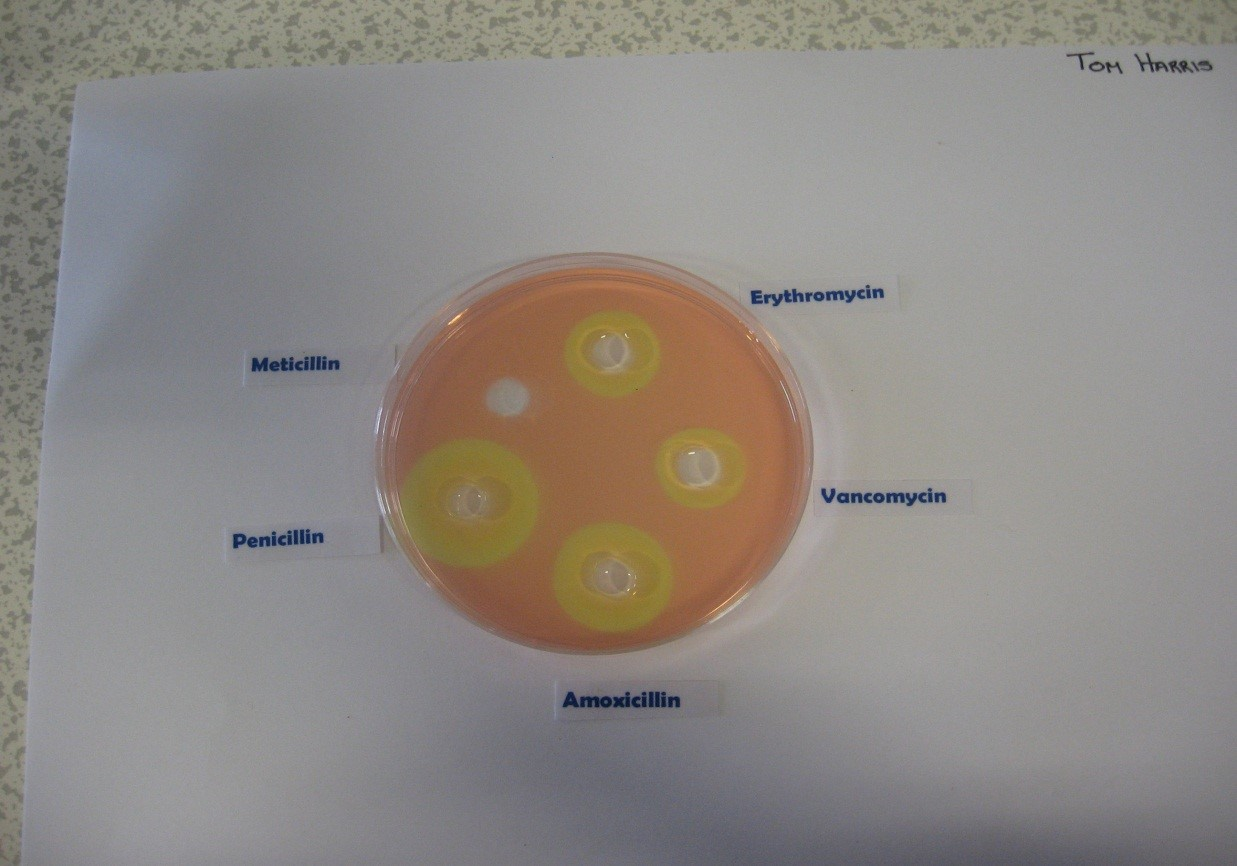 Tom Harris
Erythromycin
Meticillin
Vancomycin
Penicillin
Amoxicillin